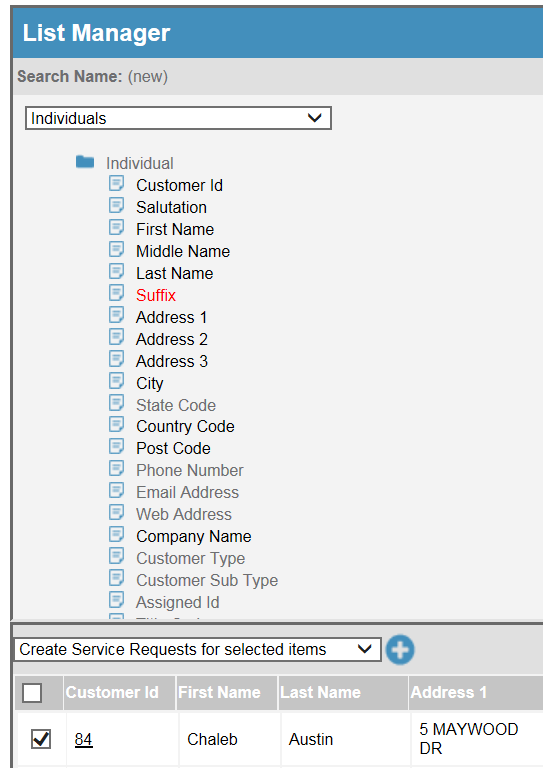 List Manager
Search Name: (new)
Individuals
Individual
Customer Id
Salutation
First Name
Middle Name
Last Name
Suffix
Address 1
Address 2
Address 3
City
State Code
Country Code
Post Code
Phone Number
Email Address
Web Address
Company Name
Customer Type
Customer Sub Type
Assigned Id
Create Service Requests for selected items
Customer Id First Name Last Name Address 1
84 Chaleb Austin 5 MAYWOOD
DR